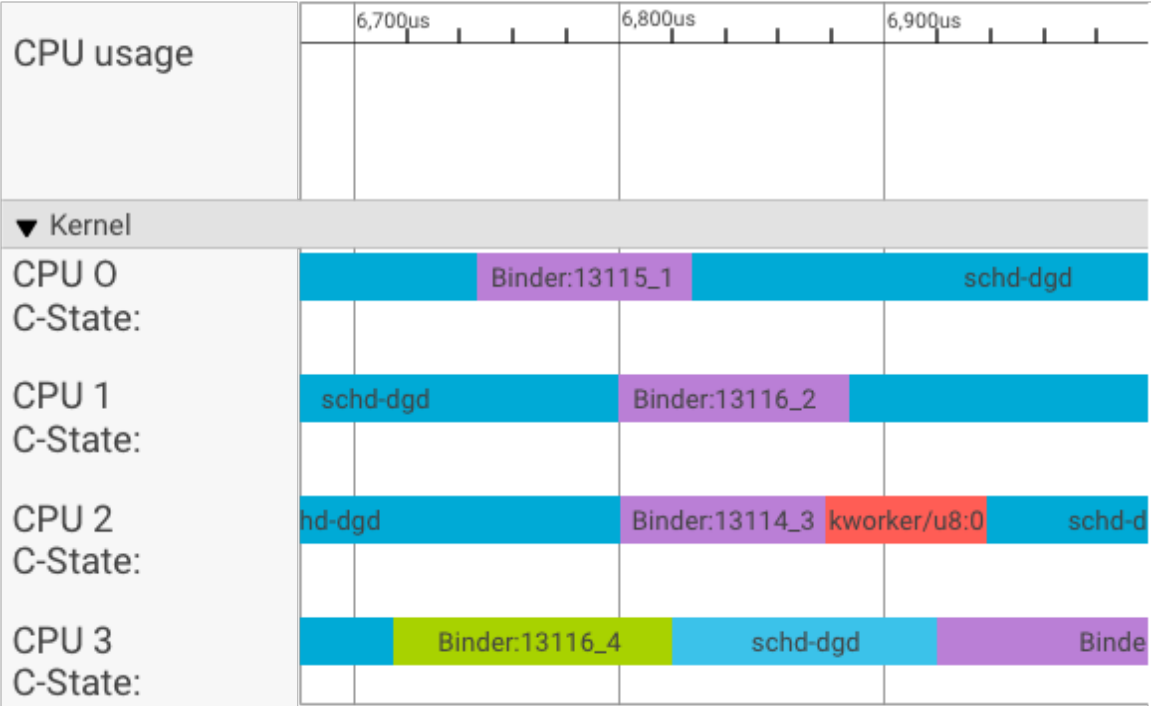 6,700us 6,800us 6,900us
CPU usage
Kernel
CPU 0 Binder:13115_1 schd-dgd
C-State:
CPU 1 schd-dgd Binder:13116_2
C-State:
CPU 2 hd-dgd Binder:13114_3 kworker/u8:0 schd-d
C-State:
CPU 3 Binder:13116_4 schd-dgd Binde
C-State: